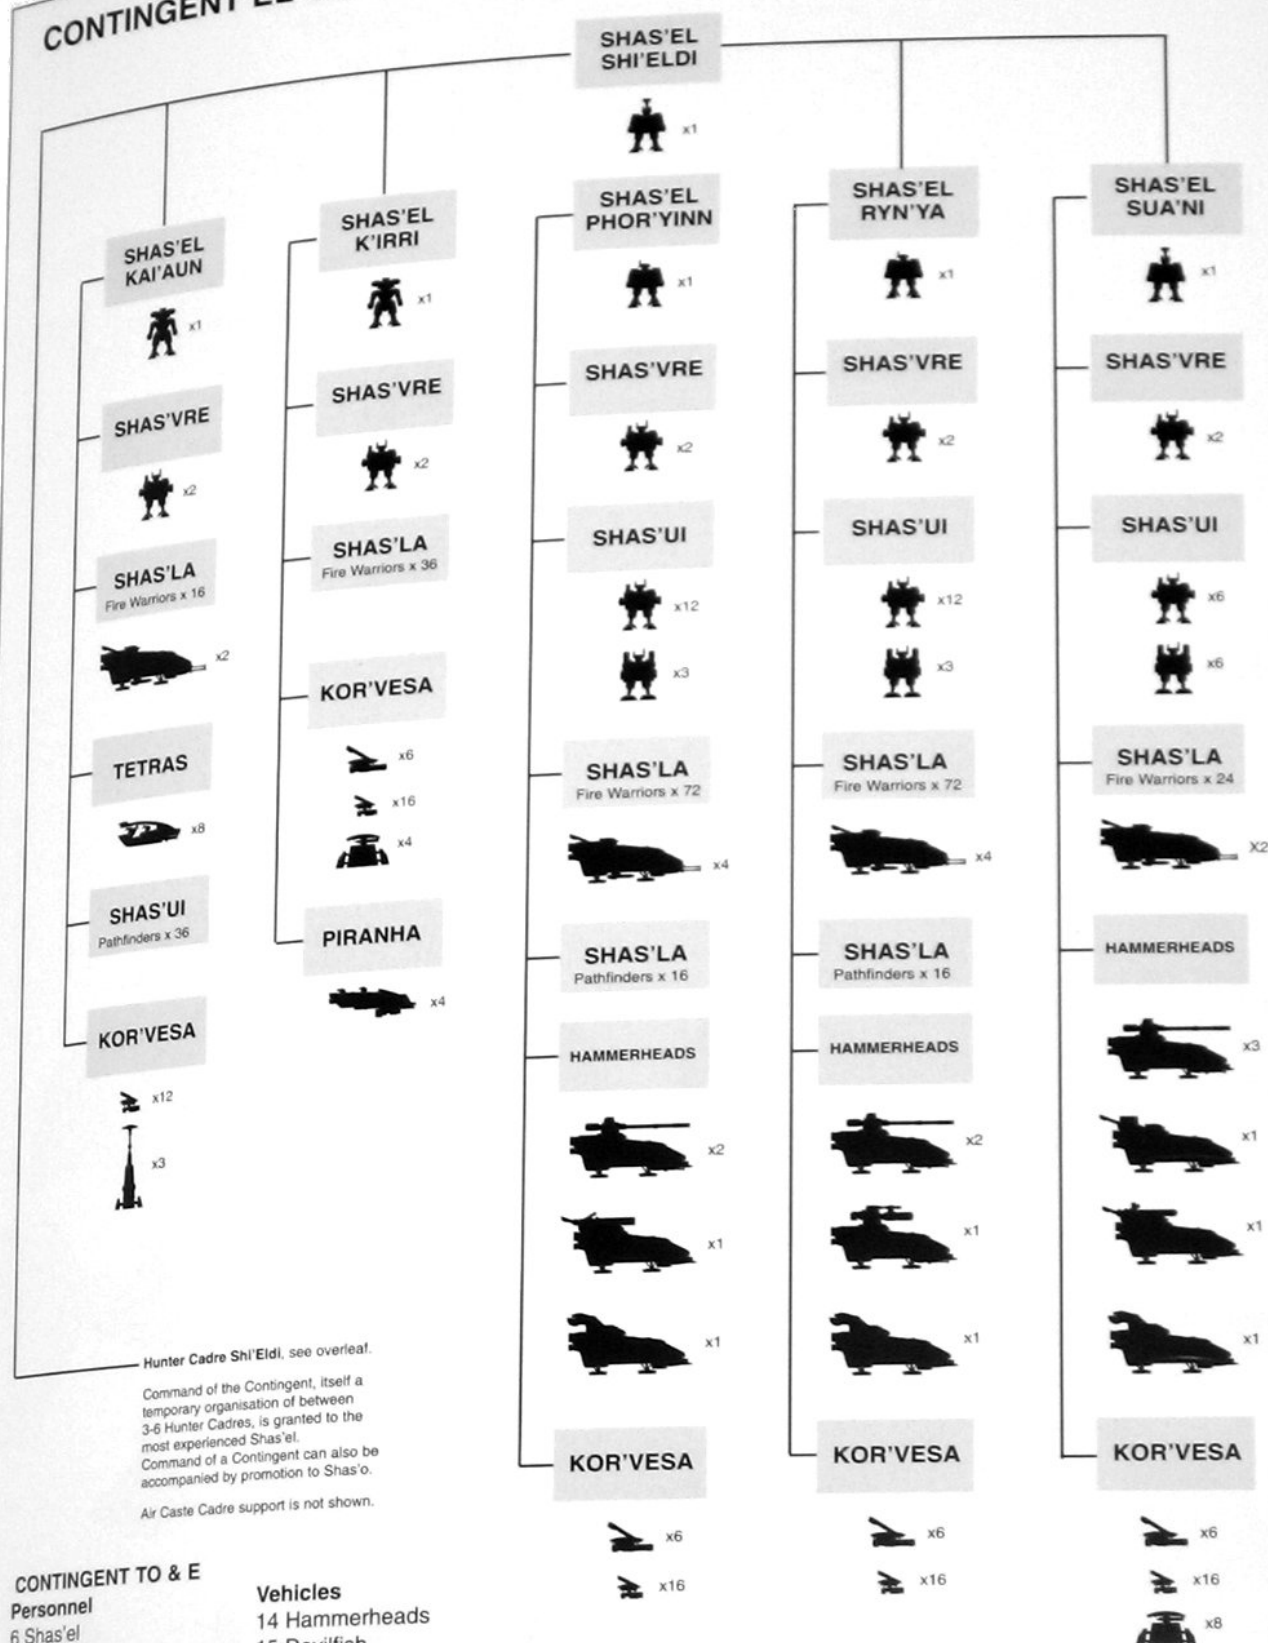 CONTINGENT
SHAS'EL
SHI'ELDI
x1
SHAS'EL
KAI'AUN
x1
SHAS'VRE
x2
SHAS'LA
Fire Warriors x 16
x2
TETRAS
x8
SHAS'UI
Pathfinders x 36
KOR'VESA
x12
x3
SHAS'EL
K'IRRI
x1
SHAS'VRE
x2
SHAS'LA
Fire Warriors x 36
KOR'VESA
x6
x16
x4
PIRANHA
x4
SHAS'EL
PHOR'YINN
x1
SHAS'VRE
x2
SHAS'UI
x12
x3
SHAS'LA
Fire Warriors x 72
x4
SHAS'LA
Pathfinders x 16
HAMMERHEADS
x2
x1
x1
KOR'VESA
x6
x16
SHAS'EL
RYN'YA
x1
SHAS'VRE
x2
SHAS'UI
x12
x3
SHAS'LA
Fire Warriors x 72
x4
SHAS'LA
Pathfinders x 16
HAMMERHEADS
x2
x1
x1
KOR'VESA
x6
x16
SHAS'EL
SUA'NI
x1
SHAS'VRE
x2
SHAS'UI
x6
x6
SHAS'LA
Fire Warriors x 24
X2
HAMMERHEADS
x3
x1
x1
x1
KOR'VESA
x6
x16
x8
Hunter Cadre Shi'Eldi, see overleaf.
Command of the Contingent, itself a
temporary organisation of between
3-6 Hunter Cadres, is granted to the
most experienced Shas'el.
Command of a Contingent can also be
accompanied by promotion to Shas'o.
Air Caste Cadre support is not shown.
CONTINGENT TO & E
Personnel
6 Shas'el
Vehicles
14 Hammerheads
15 Devilfish